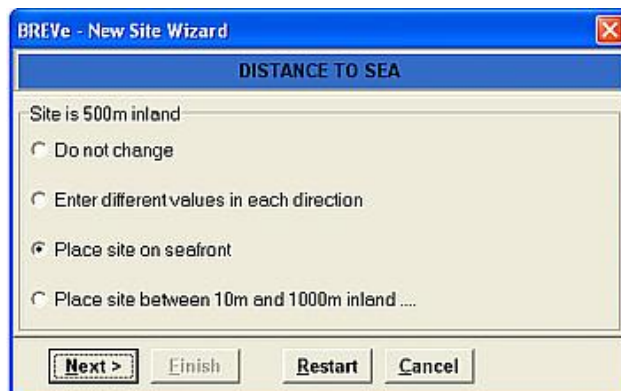 BREVe - New Site Wizard
DISTANCE TO SEA
Site is 500m inland
Do not change
Enter different values in each direction
Place site on seafront
Place site between 10m and 1000m inland ....
Next > Finish Restart Cancel